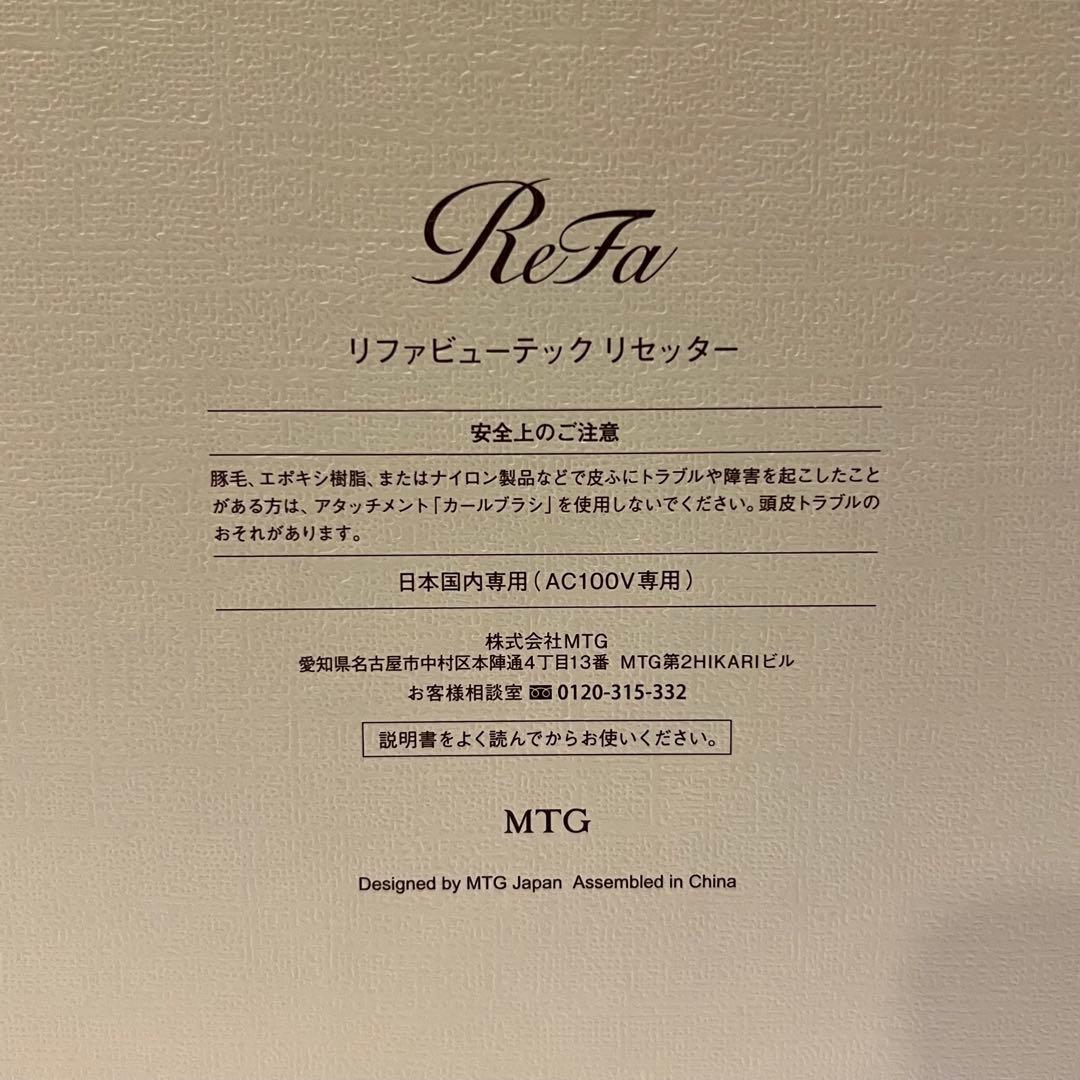 ReFa
リファビューテック リセッター
安全上のご注意
豚毛、エポキシ樹脂、またはナイロン製品などで皮ふにトラブルや障害を起こしたこと
がある方は、アタッチメント「カールブラシ」を使用しないでください。頭皮トラブルの
おそれがあります。
日本国内専用(AC100V専用)
株式会社MTG
愛知県名古屋市中村区本陣通4丁目13番 MTG第2HIKARIビル
お客様相談室 0120-315-332
説明書をよく読んでからお使いください。
MTG
Designed by MTG Japan Assembled in China